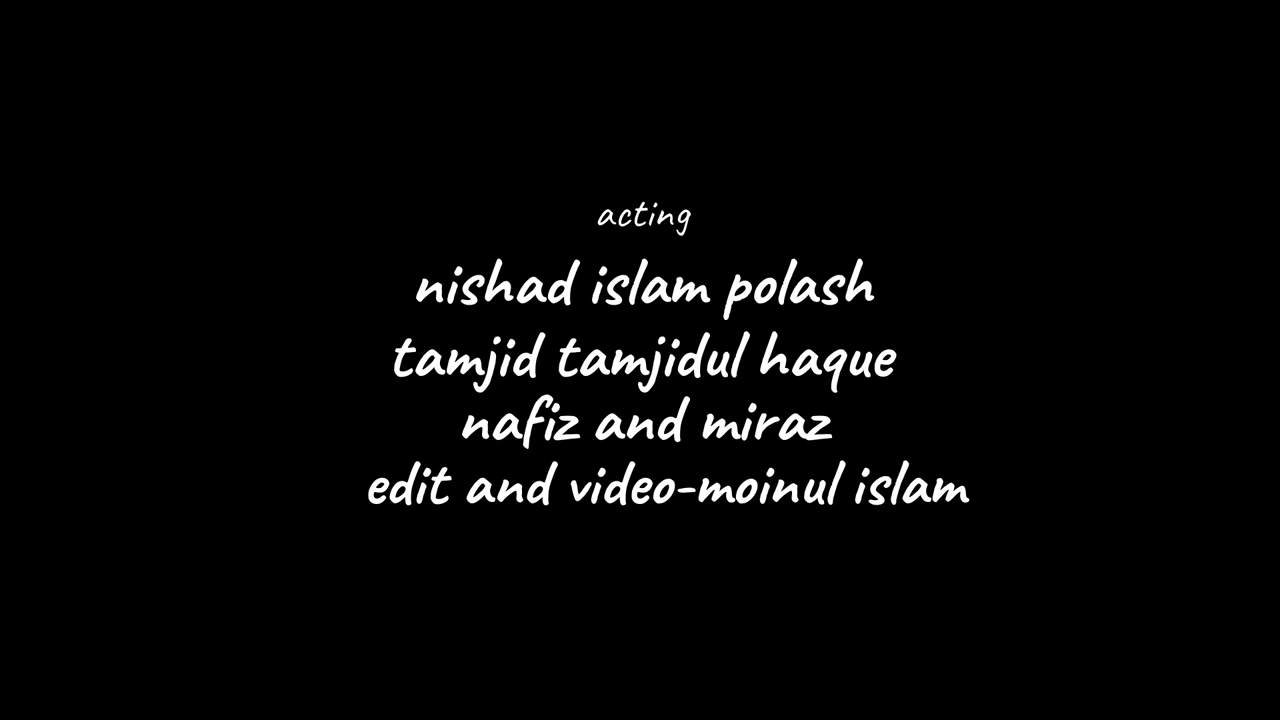 acting
nishad islam polash
tamjid tamjidul haque
nafiz and miraz
edit and video-moinul islam